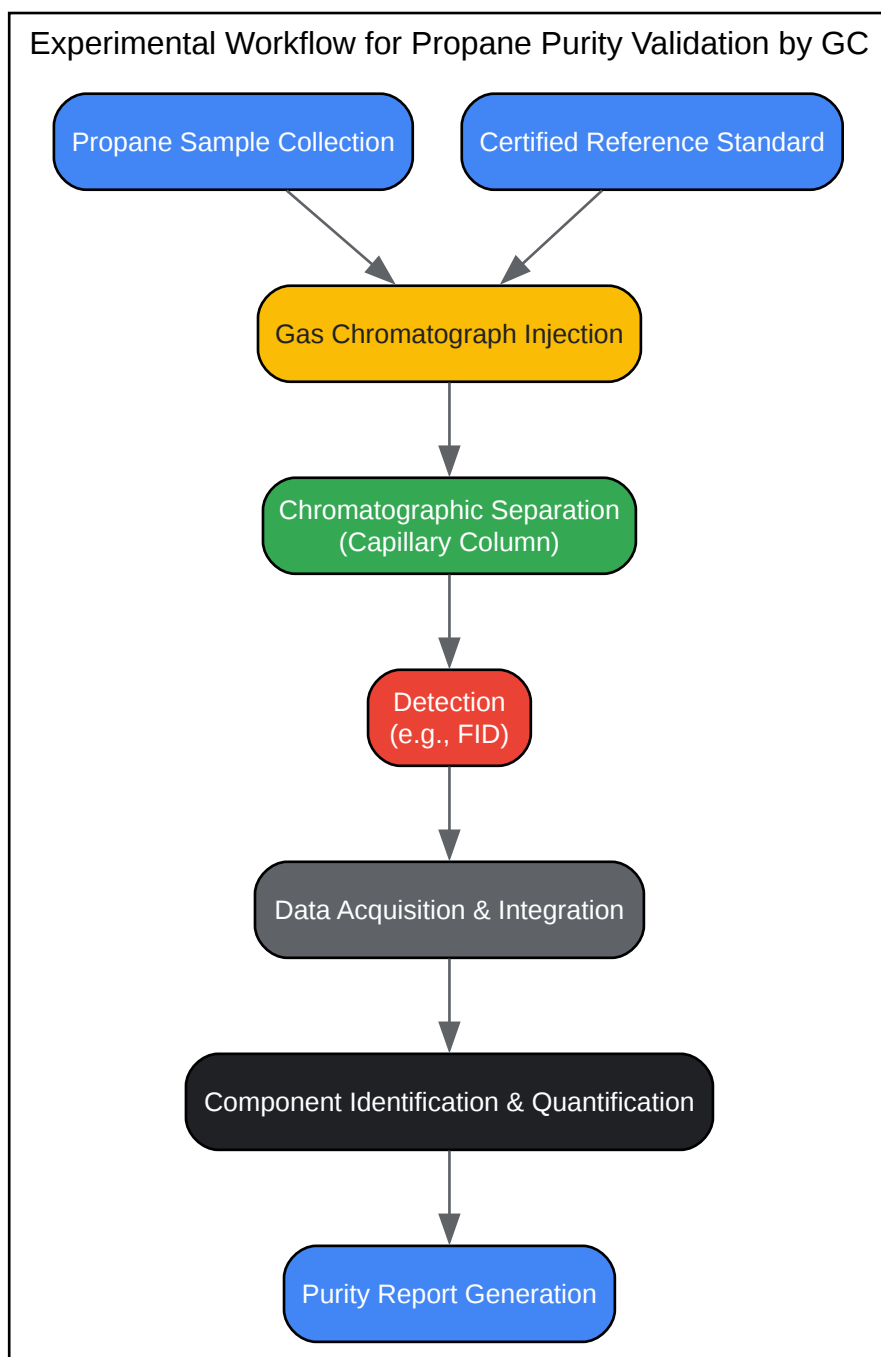 Experimental Workflow for Propane Purity Validation by GC
Propane Sample Collection
Certified Reference Standard
Gas Chromatograph Injection
Chromatographic Separation
(Capillary Column)
Detection
(e.g., FID)
Data Acquisition & Integration
Component Identification & Quantification
Purity Report Generation